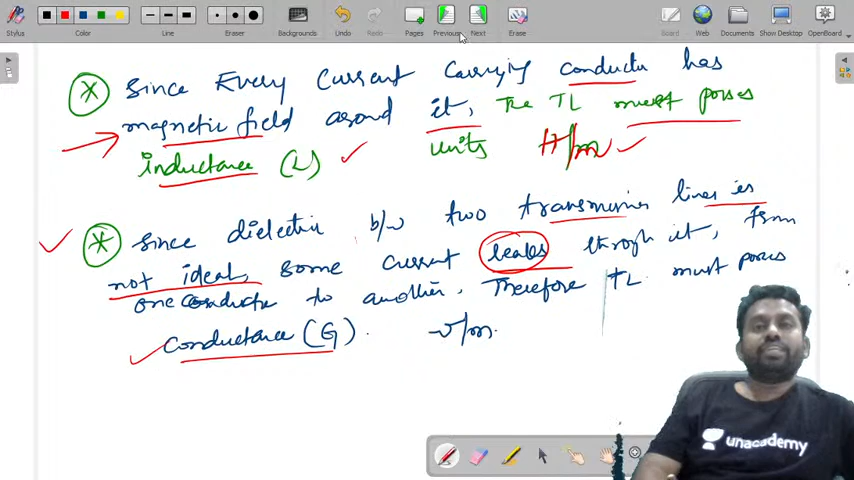 Stylus
Color
Eraser
Backgrounds
Undo
Redo
Pages
Previous
Next
Erase
Board
Web
Documents
Show Desktop
OpenBoard
* Since Every Current Carrying conductor has
magnetic field around it, The TL must posses
inductance (L) units H/m
* Since dielectric b/w two transmission lines is
not ideal, some current leaks through it, from
one conductor to another, Therefore TL must posses
Conductance (G). ℧/m.
unacademy